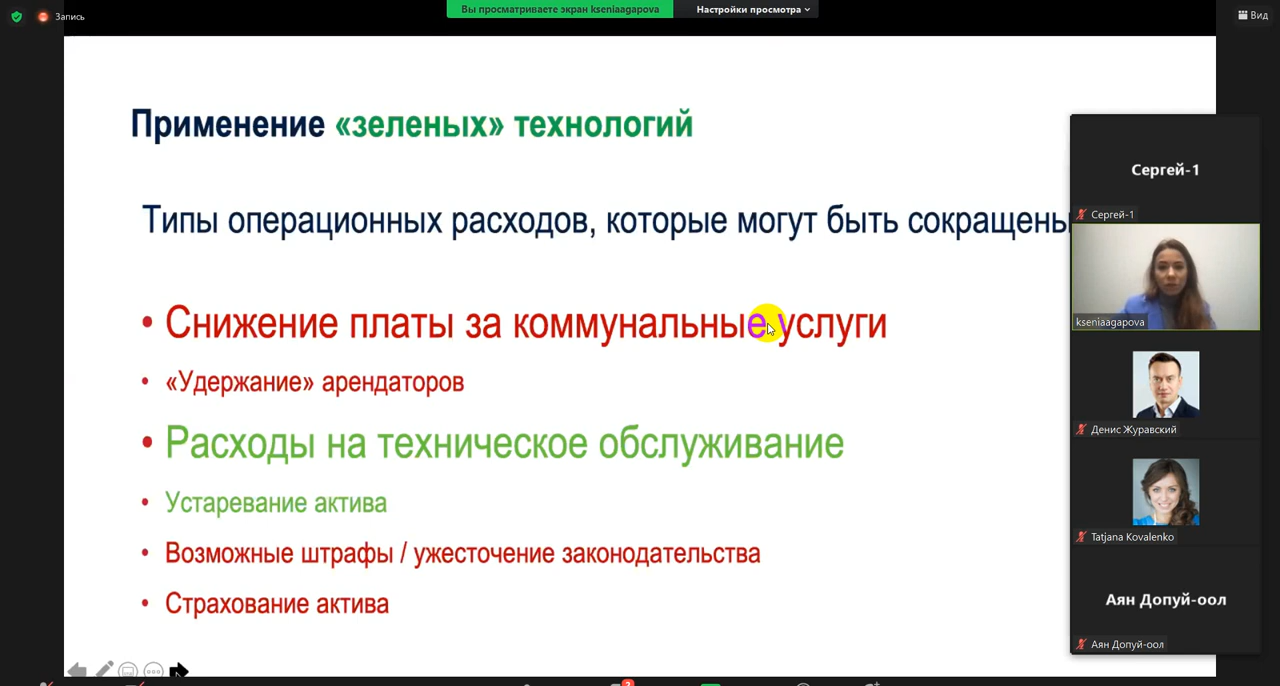 Запись
Вы просматриваете экран kseniaagapova
Настройки просмотра
Вид
Применение «зеленых» технологий
Типы операционных расходов, которые могут быть сокращены
• Снижение платы за коммунальные услуги
• «Удержание» арендаторов
• Расходы на техническое обслуживание
• Устаревание актива
• Возможные штрафы / ужесточение законодательства
• Страхование актива
Сергей-1
Сергей-1
kseniaagapova
Денис Журавский
Tatjana Kovalenko
Аян Допуй-оол
Аян Допуй-оол